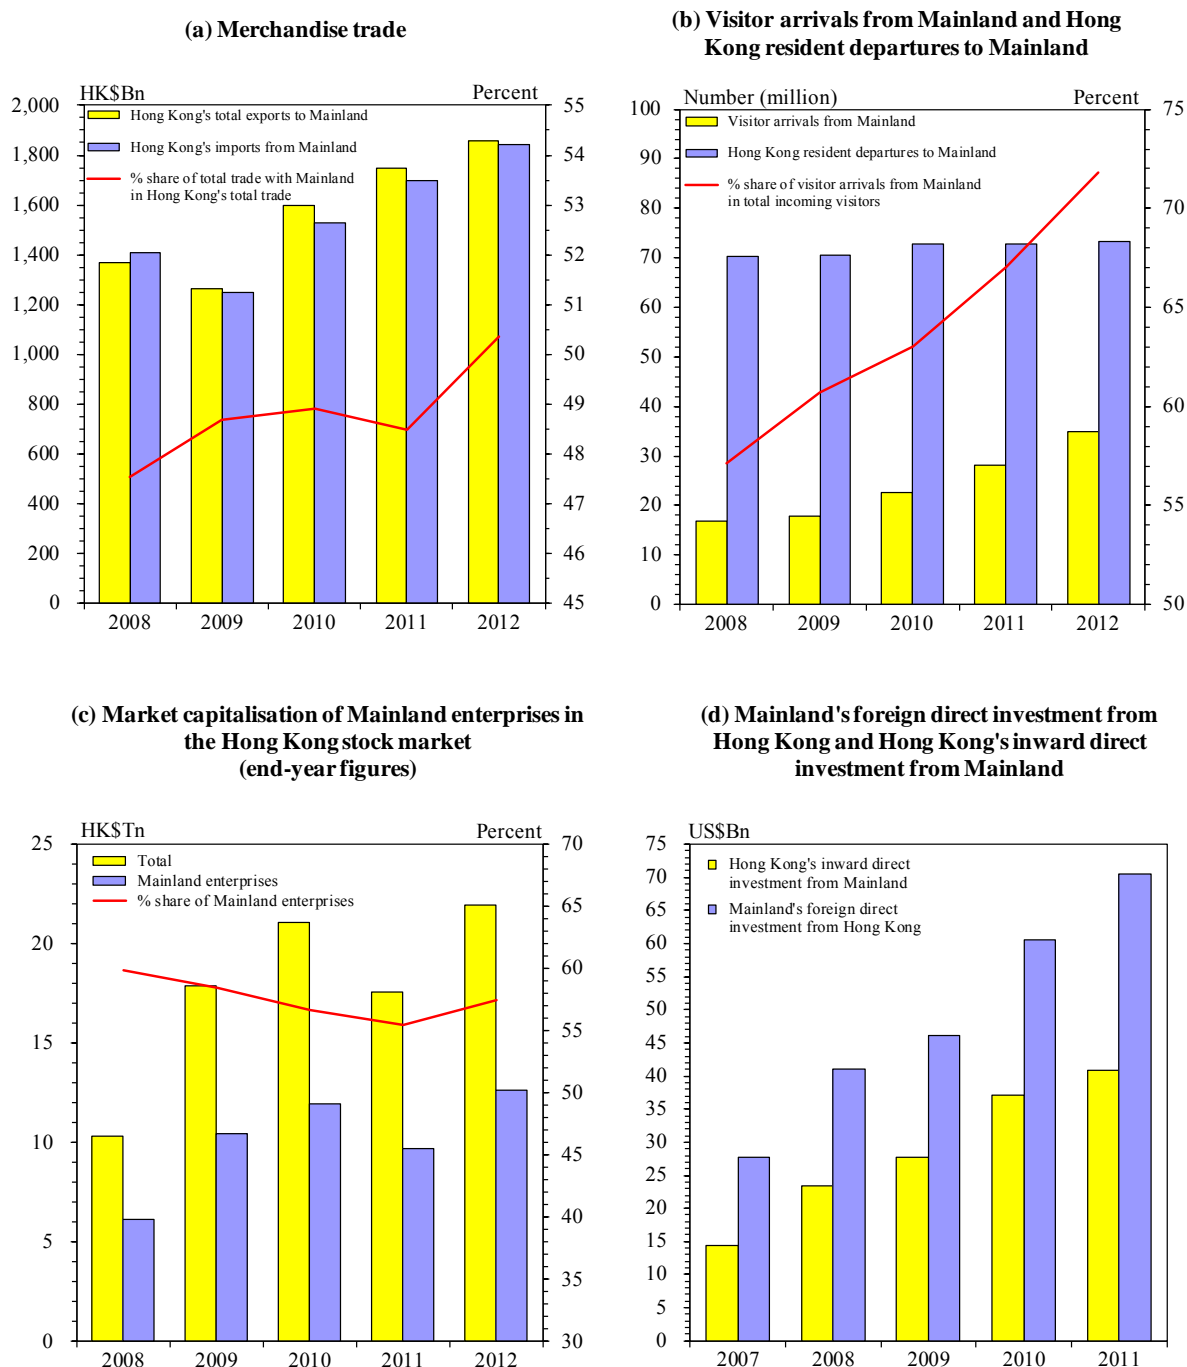 (a) Merchandise trade
HK$Bn
Percent
2,000
1,800
1,600
1,400
1,200
1,000
800
600
400
200
0
Hong Kong's total exports to Mainland
Hong Kong's imports from Mainland
% share of total trade with Mainland
in Hong Kong's total trade
55
54
53
52
51
50
49
48
47
46
45
2008
2009
2010
2011
2012
(b) Visitor arrivals from Mainland and Hong
Kong resident departures to Mainland
Number (million)
Percent
100
90
80
70
60
50
40
30
20
10
0
Visitor arrivals from Mainland
Hong Kong resident departures to Mainland
% share of visitor arrivals from Mainland
in total incoming visitors
75
70
65
60
55
50
2008
2009
2010
2011
2012
(c) Market capitalisation of Mainland enterprises in
the Hong Kong stock market
(end-year figures)
HK$Tn
Percent
25
20
15
10
5
0
Total
Mainland enterprises
% share of Mainland enterprises
70
65
60
55
50
45
40
35
30
2008
2009
2010
2011
2012
(d) Mainland's foreign direct investment from
Hong Kong and Hong Kong's inward direct
investment from Mainland
US$Bn
75
70
65
60
55
50
45
40
35
30
25
20
15
10
5
0
Hong Kong's inward direct
investment from Mainland
Mainland's foreign direct
investment from Hong Kong
2007
2008
2009
2010
2011